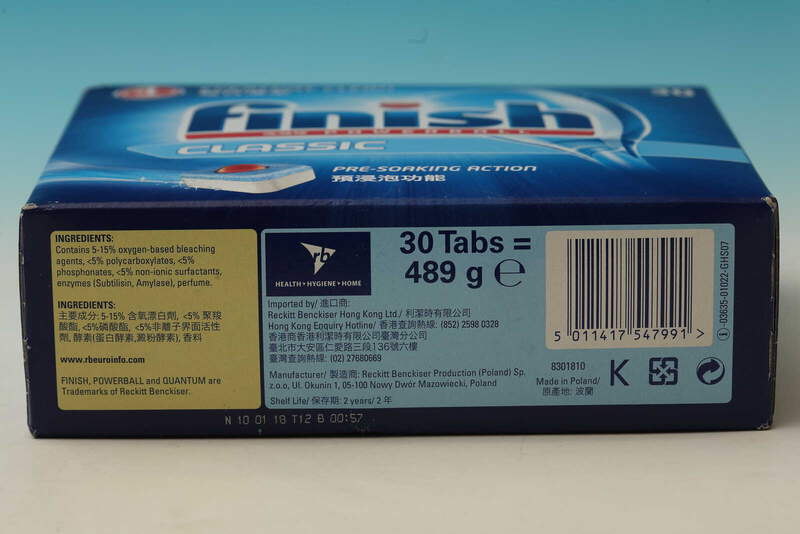 finish
POWERBALL
CLASSIC
PRE-SOAKING ACTION
預浸泡功能
INGREDIENTS:
Contains 5-15% oxygen-based bleaching
agents, <5% polycarboxylates, <5%
phosphonates, <5% non-ionic surfactants,
enzymes (Subtilisin, Amylase), perfume.
INGREDIENTS:
主要成分: 5-15% 含氧漂白劑, <5% 聚羧
酸酯, <5%磷酸酯, <5%非離子界面活性
劑, 酵素(蛋白酵素,澱粉酵素), 香料
www.rbeuroinfo.com
FINISH, POWERBALL and QUANTUM are
Trademarks of Reckitt Benckiser.
rb
HEALTH • HYGIENE • HOME
30 Tabs =
489 g ℮
Imported by/ 進口商:
Reckitt Benckiser Hong Kong Ltd./ 利潔時有限公司
Hong Kong Enquiry Hotline/ 香港查詢熱線: (852) 2598 0328
香港商香港利潔時有限公司臺灣分公司
臺北市大安區仁愛路三段136號六樓
臺灣查詢熱線: (02) 27680669
Manufacturer/ 製造商: Reckitt Benckiser Production (Poland) Sp.
z.o.o, Ul. Okunin 1, 05-100 Nowy Dwór Mazowiecki, Poland
Shelf Life/ 保存期: 2 years/ 2 年
5 011417 547991 >
i -03635-01022-GHS07
8301810
Made in Poland/
原產地: 波蘭
K
N 10 01 18 T12 B 00:57